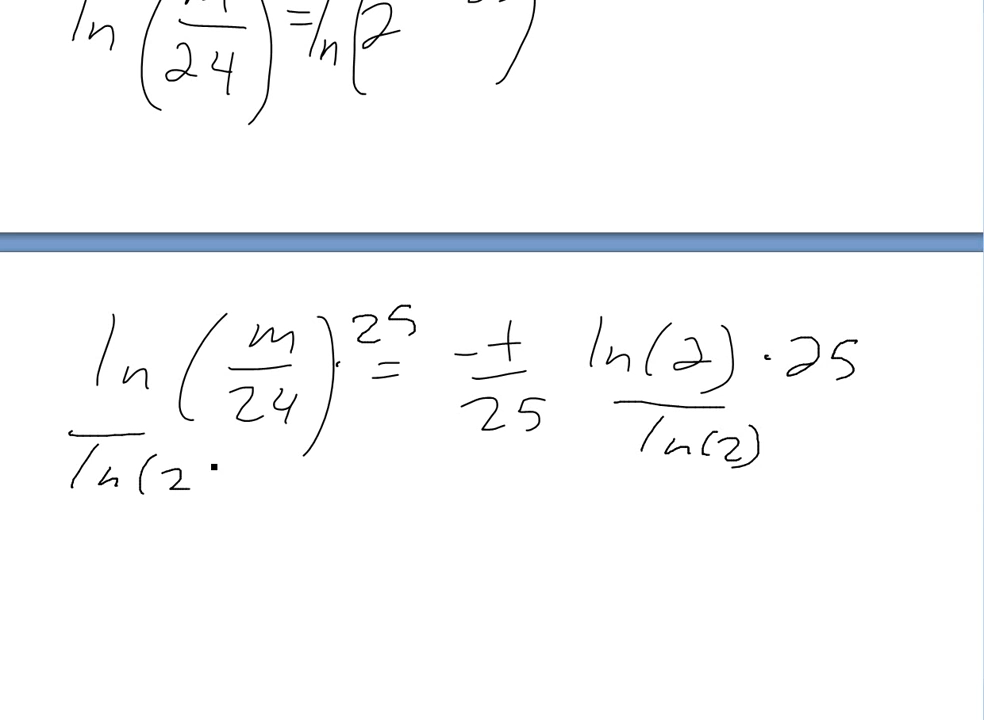 ln(m/24) = ln(2
ln(m/24) · 25 = -t/25 ln(2) · 25
ln(2 ln(2)